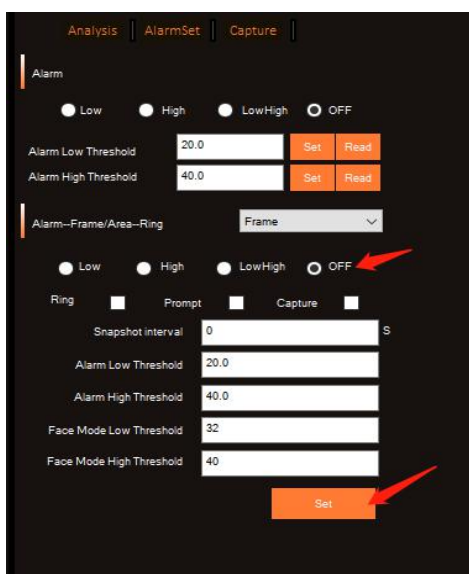 Analysis AlarmSet Capture
Alarm
Low High LowHigh OFF
Alarm Low Threshold 20.0 Set Read
Alarm High Threshold 40.0 Set Read
Alarm--Frame/Area--Ring Frame
Low High LowHigh OFF
Ring Prompt Capture
Snapshot interval 0 S
Alarm Low Threshold 20.0
Alarm High Threshold 40.0
Face Mode Low Threshold 32
Face Mode High Threshold 40
Set